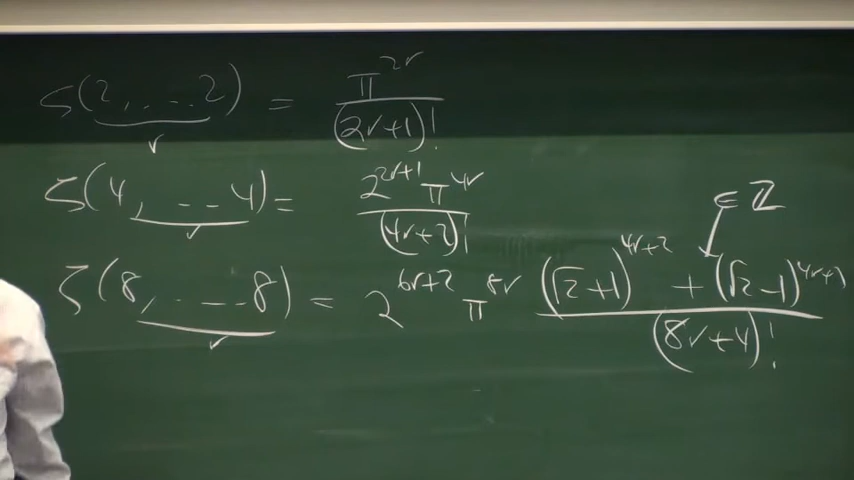 ζ(2, ... 2) = π^{2r} / (2r+1)!
r
ζ(4, ... 4) = 2^{2r+1} π^{4r} / (4r+2)!
r
∈ ℤ
ζ(8, ... 8) = 2^{6r+2} π^{8r} ((√2+1)^{4r+2} + (√2-1)^{4r+2}) / (8r+4)!
r